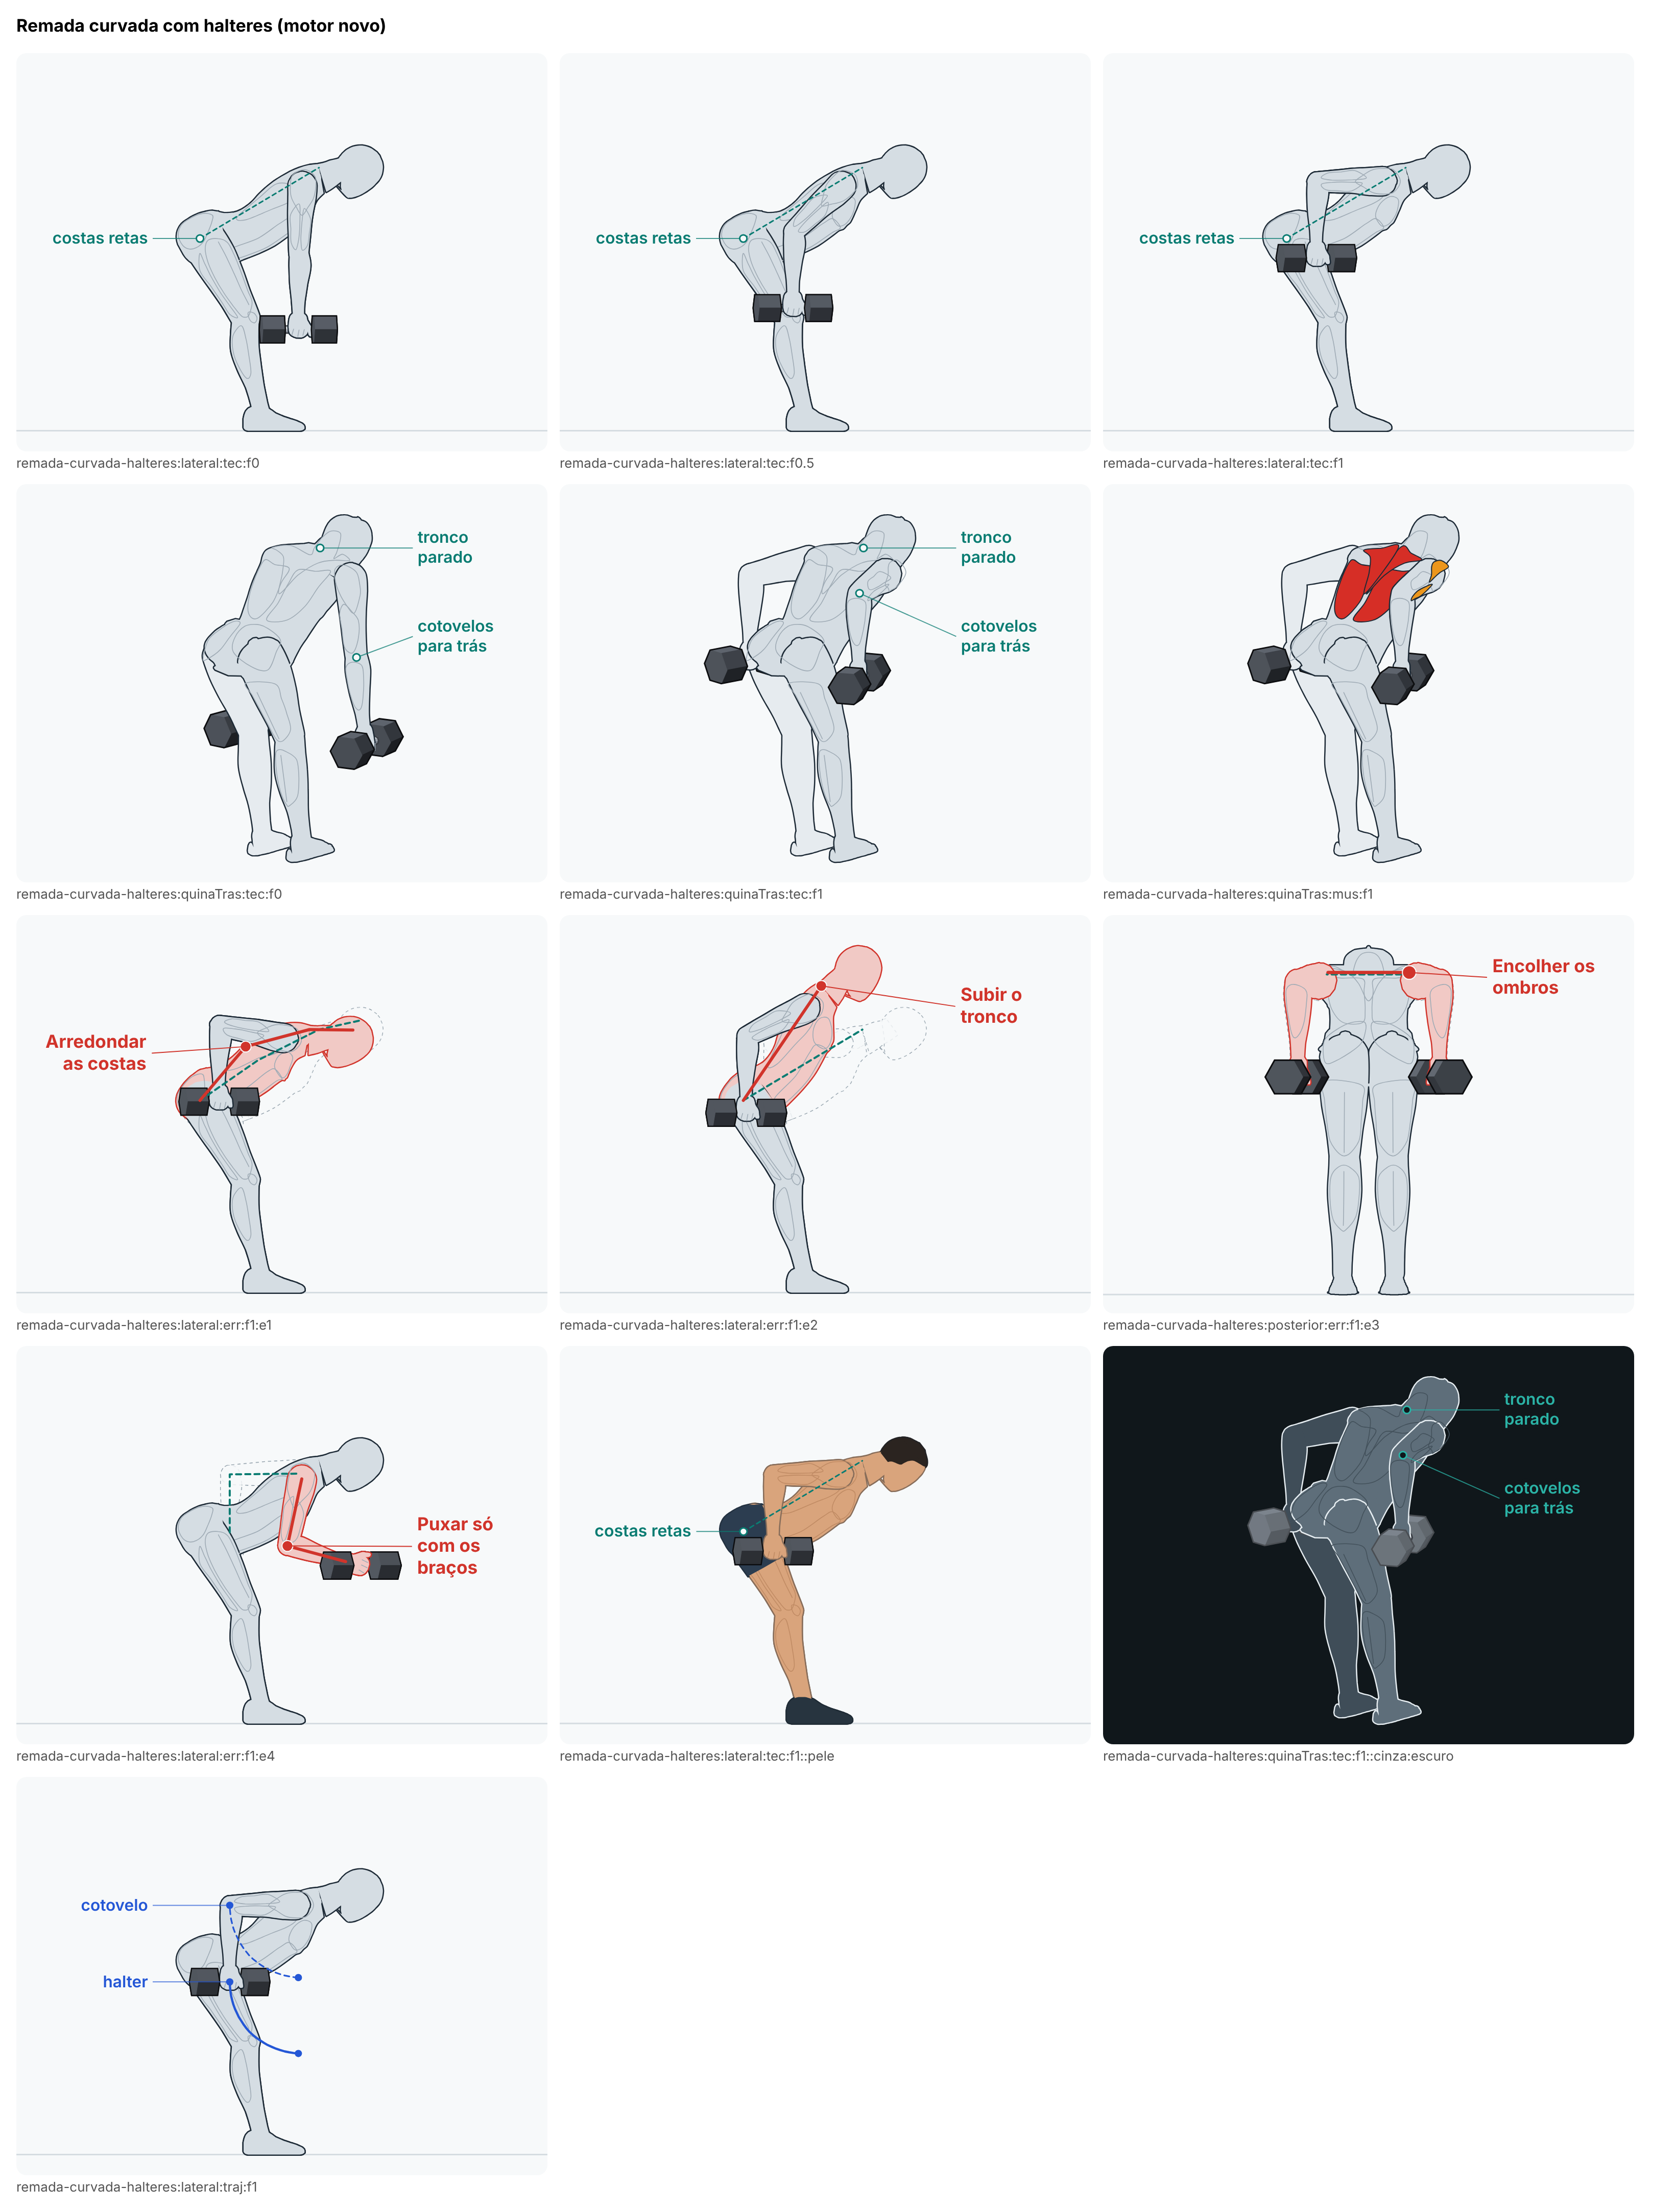 Remada curvada com halteres (motor novo)
costas retas
costas retas
costas retas
remada-curvada-halteres:lateral:tec:f0
remada-curvada-halteres:lateral:tec:f0.5
remada-curvada-halteres:lateral:tec:f1
tronco
parado
cotovelos
para trás
tronco
parado
cotovelos
para trás
remada-curvada-halteres:quinaTras:tec:f0
remada-curvada-halteres:quinaTras:tec:f1
remada-curvada-halteres:quinaTras:mus:f1
Arredondar
as costas
Subir o
tronco
Encolher os
ombros
remada-curvada-halteres:lateral:err:f1:e1
remada-curvada-halteres:lateral:err:f1:e2
remada-curvada-halteres:posterior:err:f1:e3
Puxar só
com os
braços
costas retas
tronco
parado
cotovelos
para trás
remada-curvada-halteres:lateral:err:f1:e4
remada-curvada-halteres:lateral:tec:f1::pele
remada-curvada-halteres:quinaTras:tec:f1::cinza:escuro
cotovelo
halter
remada-curvada-halteres:lateral:traj:f1